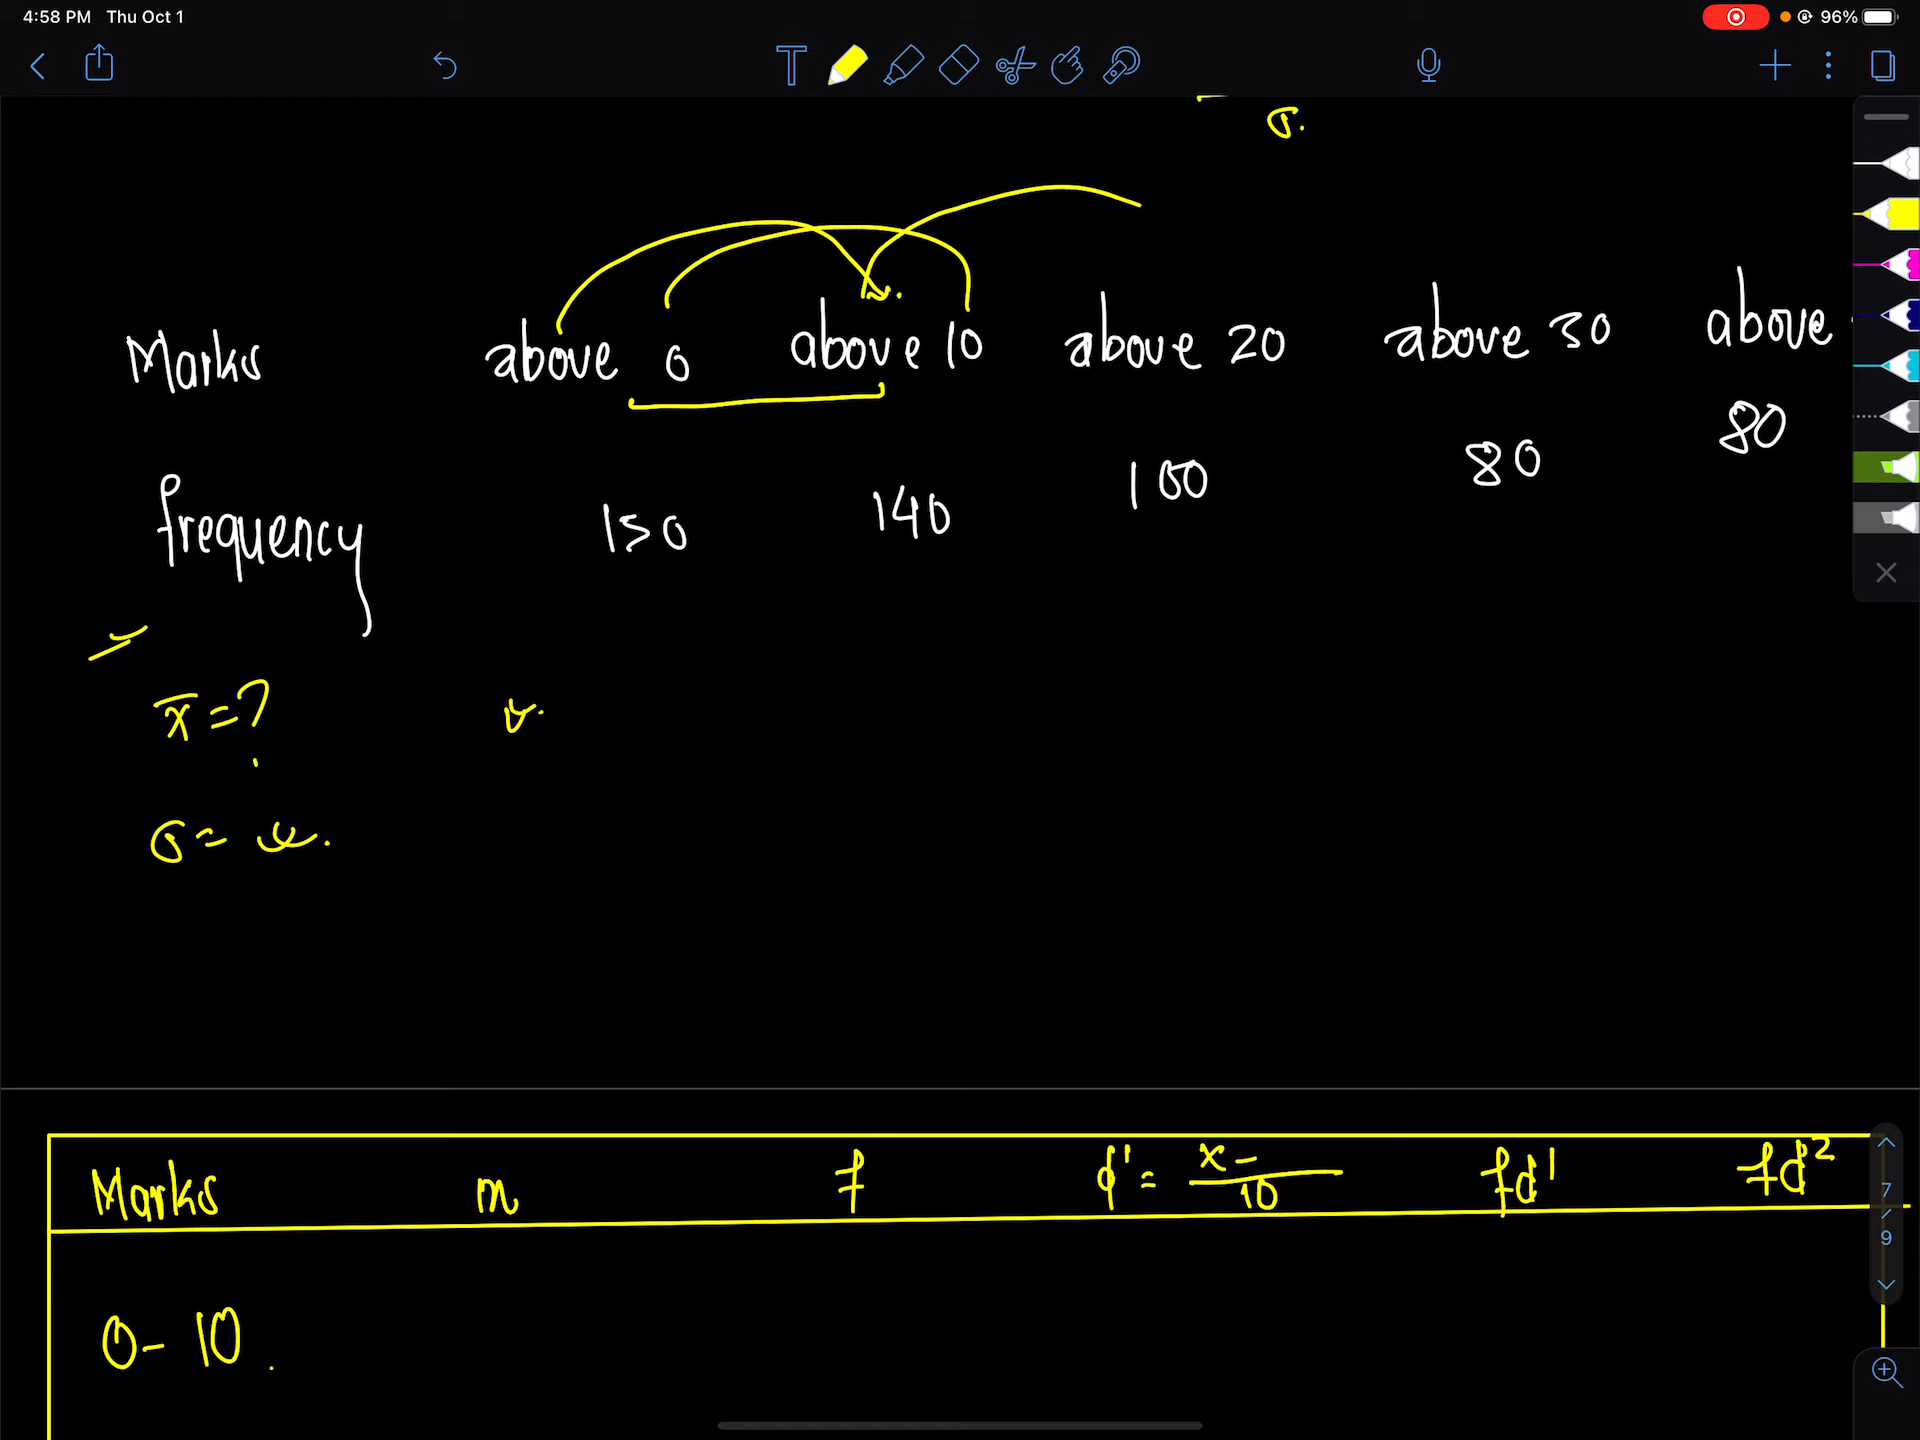 4:58 PM Thu Oct 1 96%
σ.
Marks above 0 above 10 above 20 above 30 above
frequency 150 140 100 80 80
x̄ = ?
σ =
Marks m f d' = x - / 10 fd' fd²
0 - 10
7 / 9